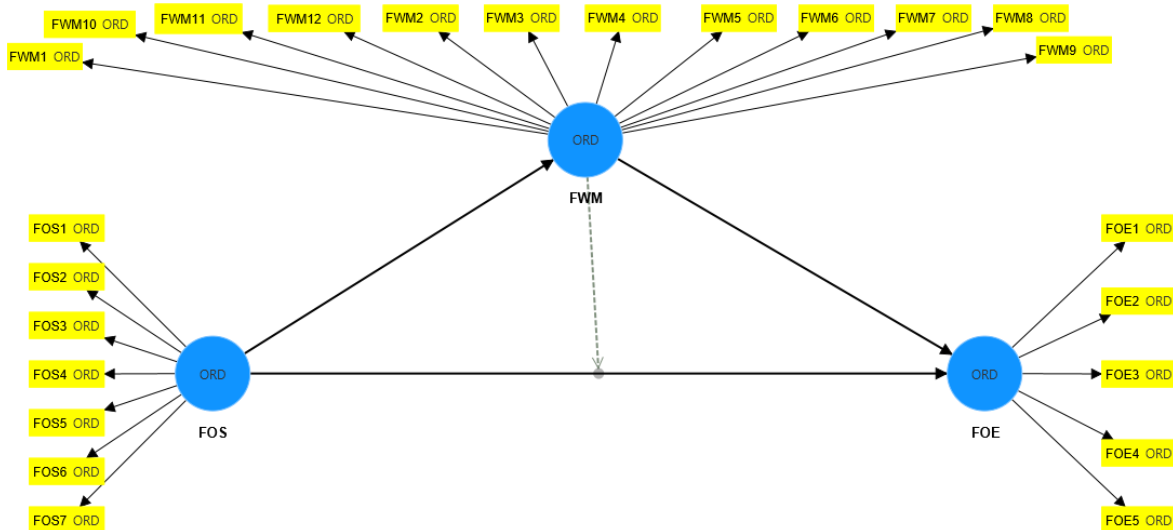 FWM10 ORD
FWM11 ORD
FWM12 ORD
FWM2 ORD
FWM3 ORD
FWM4 ORD
FWM5 ORD
FWM6 ORD
FWM7 ORD
FWM8 ORD
FWM1 ORD
FWM9 ORD
ORD
FWM
FOS1 ORD
FOS2 ORD
FOS3 ORD
FOS4 ORD
FOS5 ORD
FOS6 ORD
FOS7 ORD
ORD
FOS
ORD
FOE
FOE1 ORD
FOE2 ORD
FOE3 ORD
FOE4 ORD
FOE5 ORD